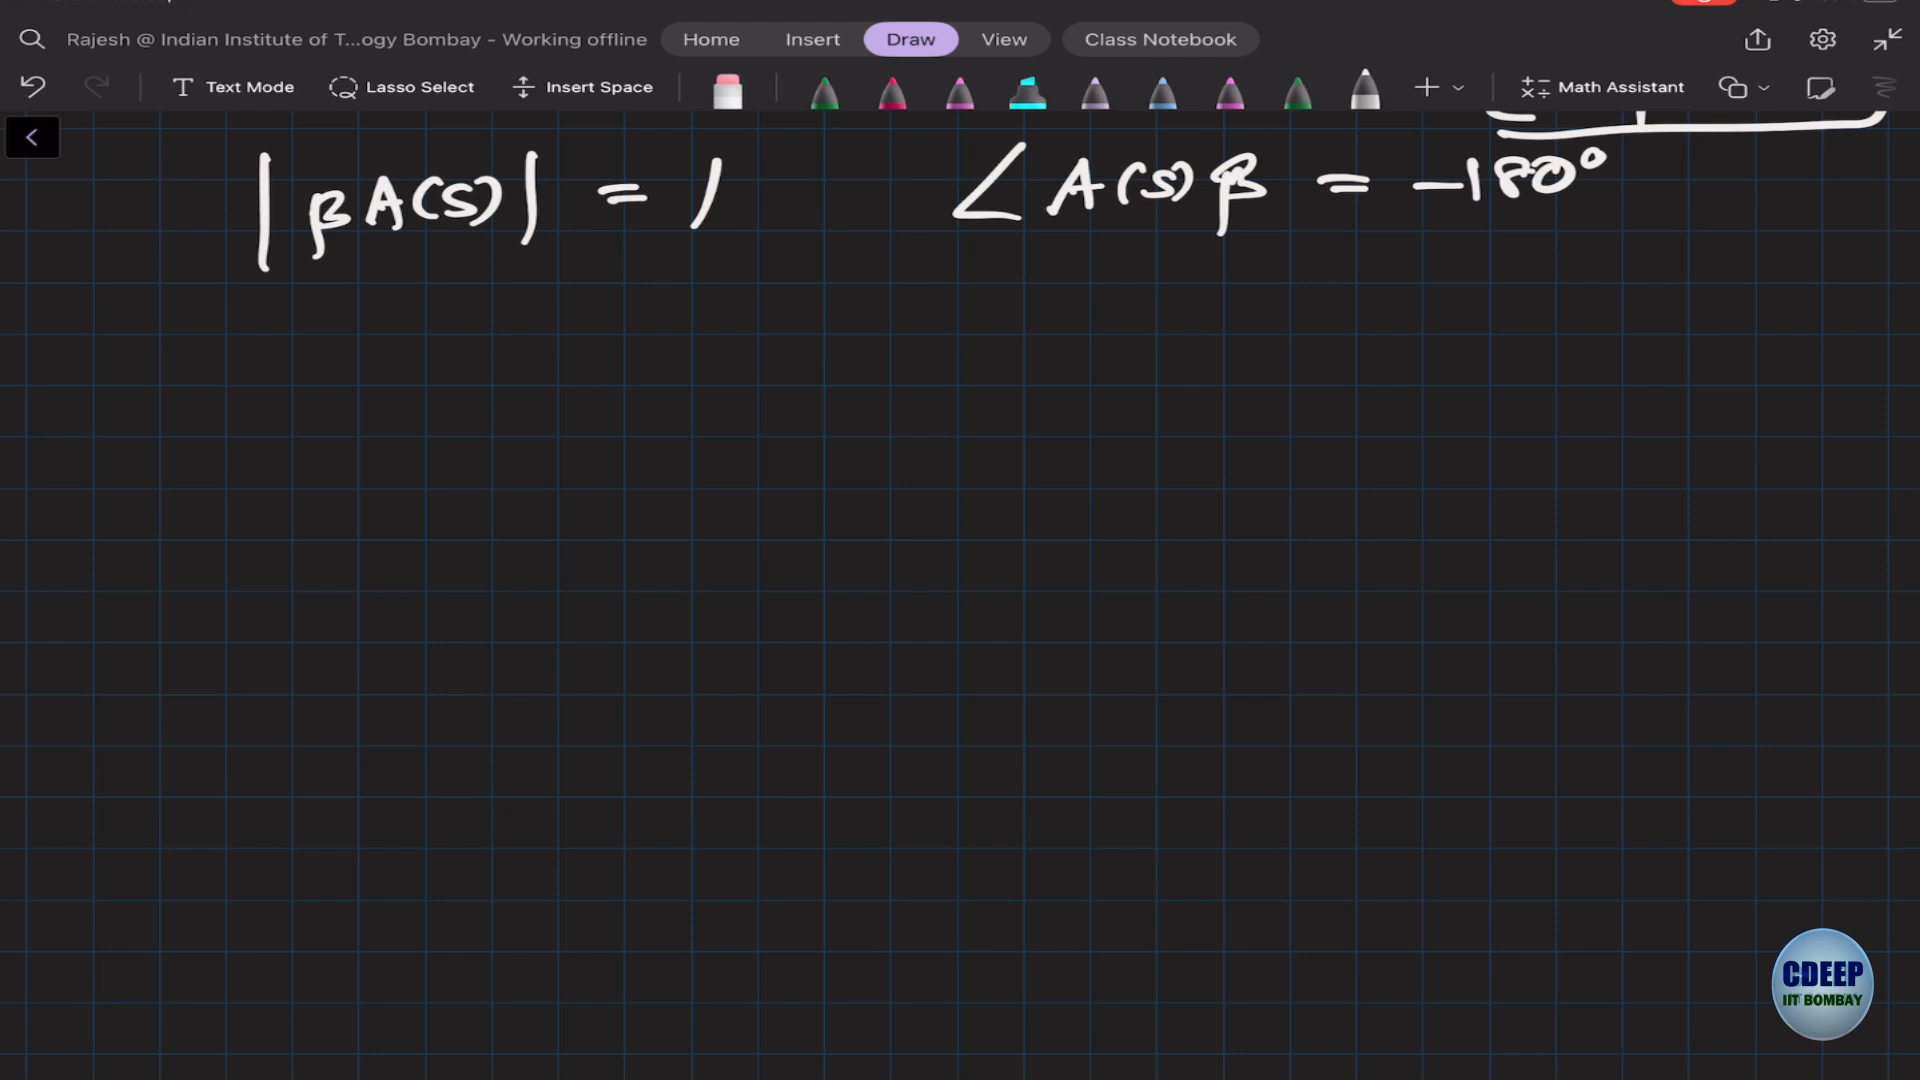 Rajesh @ Indian Institute of T...ogy Bombay - Working offline Home Insert Draw View Class Notebook
Text Mode Lasso Select Insert Space Math Assistant
|βA(s)| = 1 ∠A(s)β = -180°
CDEEP
IIT BOMBAY